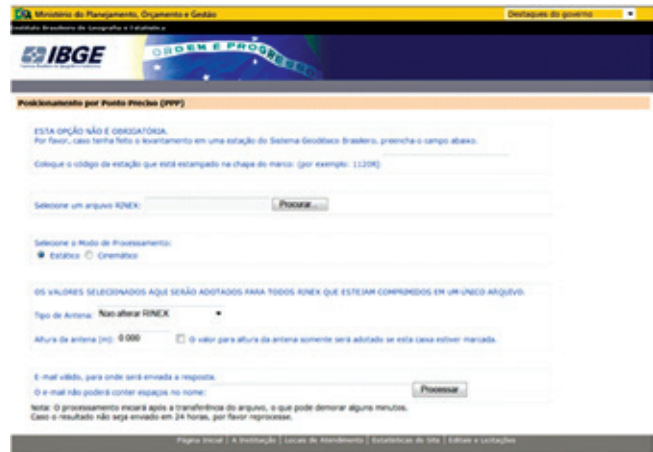 Ministério do Planejamento, Orçamento e Gestão
Destaques do governo
Instituto Brasileiro de Geografia e Estatística
IBGE
ORDEM E PROGRESSO
Posicionamento por Ponto Preciso (PPP)
ESTA OPÇÃO NÃO É OBRIGATÓRIA.
Por favor, caso tenha feito o levantamento em uma estação do Sistema Geodésico Brasileiro, preencha o campo abaixo.
Coloque o código da estação que está estampado na chapa do marco: (por exemplo: 1120R)
Selecione um arquivo RINEX:
Procurar...
Selecione o Modo de Processamento:
Estático Cinemático
OS VALORES SELECIONADOS AQUI SERÃO ADOTADOS PARA TODOS RINEX QUE ESTEJAM COMPRIMIDOS EM UM ÚNICO ARQUIVO.
Tipo de Antena: Nao alterar RINEX
Altura da antena (m): 0.000 O valor para altura da antena somente será adotado se esta caixa estiver marcada.
E-mail válido, para onde será enviada a resposta.
O e-mail não poderá conter espaços no nome:
Processar
Nota: O processamento iniciará após a transferência do arquivo, o que pode demorar alguns minutos.
Caso o resultado não seja enviado em 24 horas, por favor reprocesse.
Página Inicial | A Instituição | Locais de Atendimento | Estatísticas do Site | Editais e Licitações